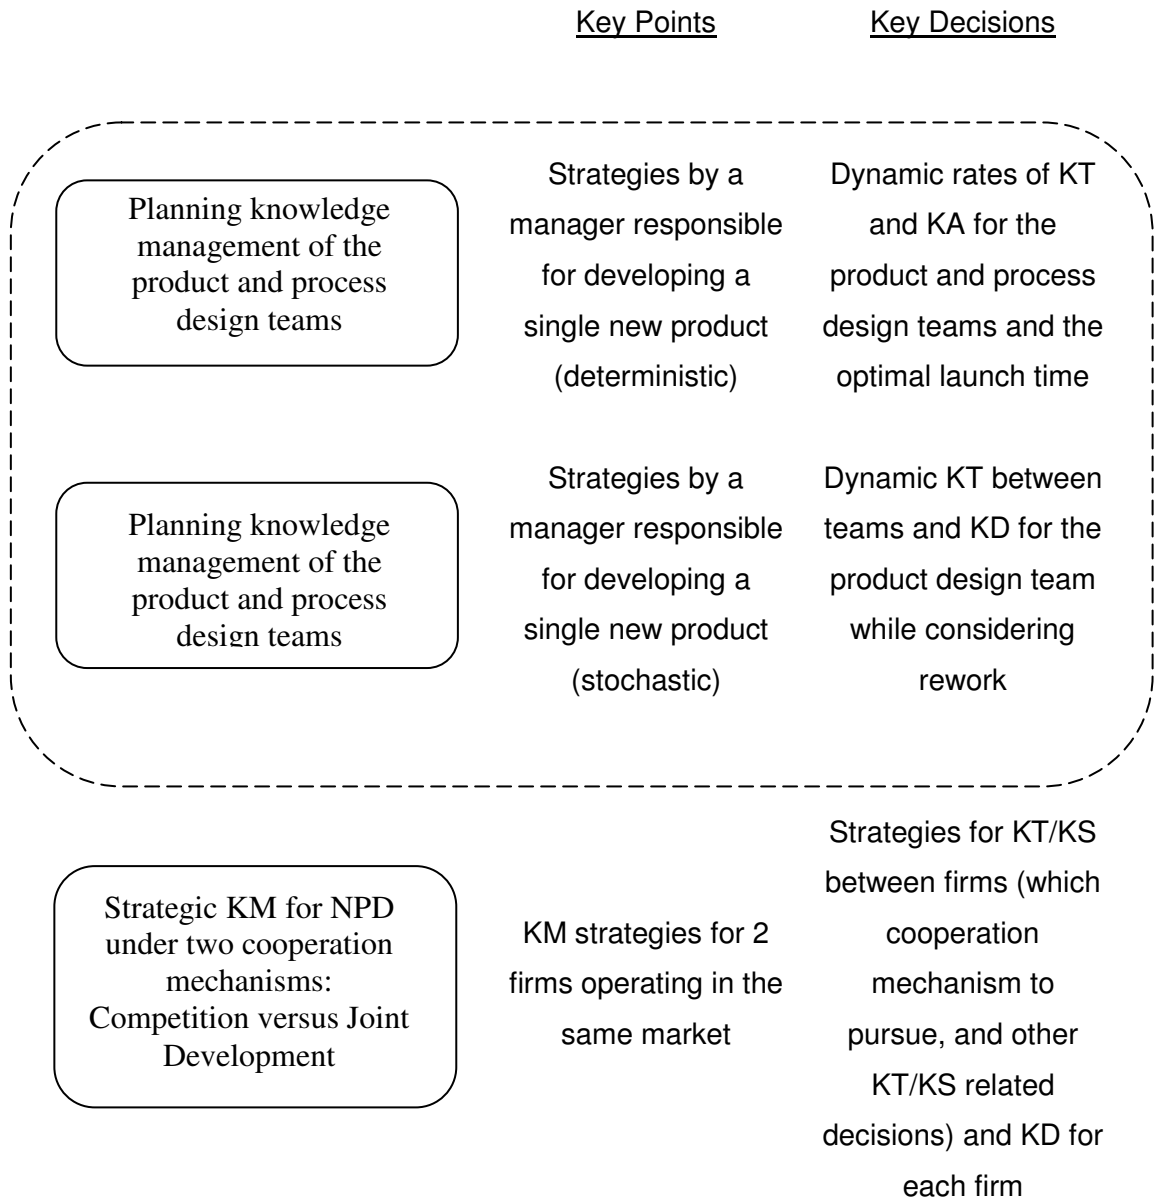 Key Points
Key Decisions
Planning knowledge
management of the
product and process
design teams
Strategies by a
manager responsible
for developing a
single new product
(deterministic)
Dynamic rates of KT
and KA for the
product and process
design teams and the
optimal launch time
Planning knowledge
management of the
product and process
design teams
Strategies by a
manager responsible
for developing a
single new product
(stochastic)
Dynamic KT between
teams and KD for the
product design team
while considering
rework
Strategic KM for NPD
under two cooperation
mechanisms:
Competition versus Joint
Development
KM strategies for 2
firms operating in the
same market
Strategies for KT/KS
between firms (which
cooperation
mechanism to
pursue, and other
KT/KS related
decisions) and KD for
each firm